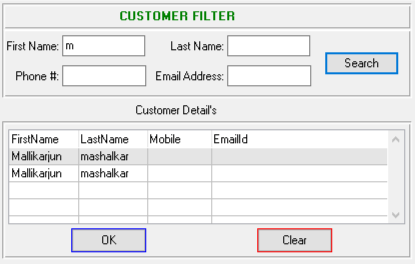 CUSTOMER FILTER
First Name: m Last Name:
Search
Phone #: Email Address:
Customer Detail's
FirstName LastName Mobile EmailId
Mallikarjun mashalkar
Mallikarjun mashalkar
OK Clear